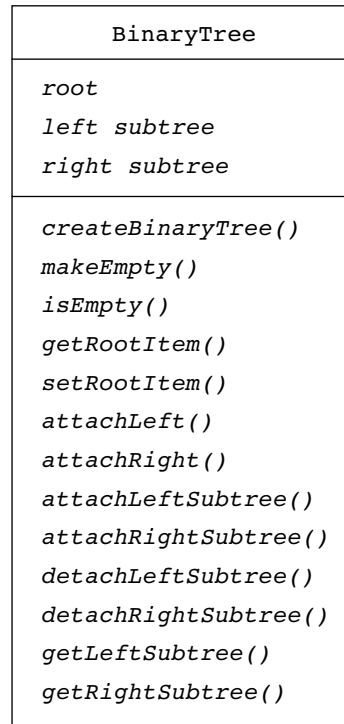 BinaryTree
root
left subtree
right subtree
createBinaryTree()
makeEmpty()
isEmpty()
getRootItem()
setRootItem()
attachLeft()
attachRight()
attachLeftSubtree()
attachRightSubtree()
detachLeftSubtree()
detachRightSubtree()
getLeftSubtree()
getRightSubtree()